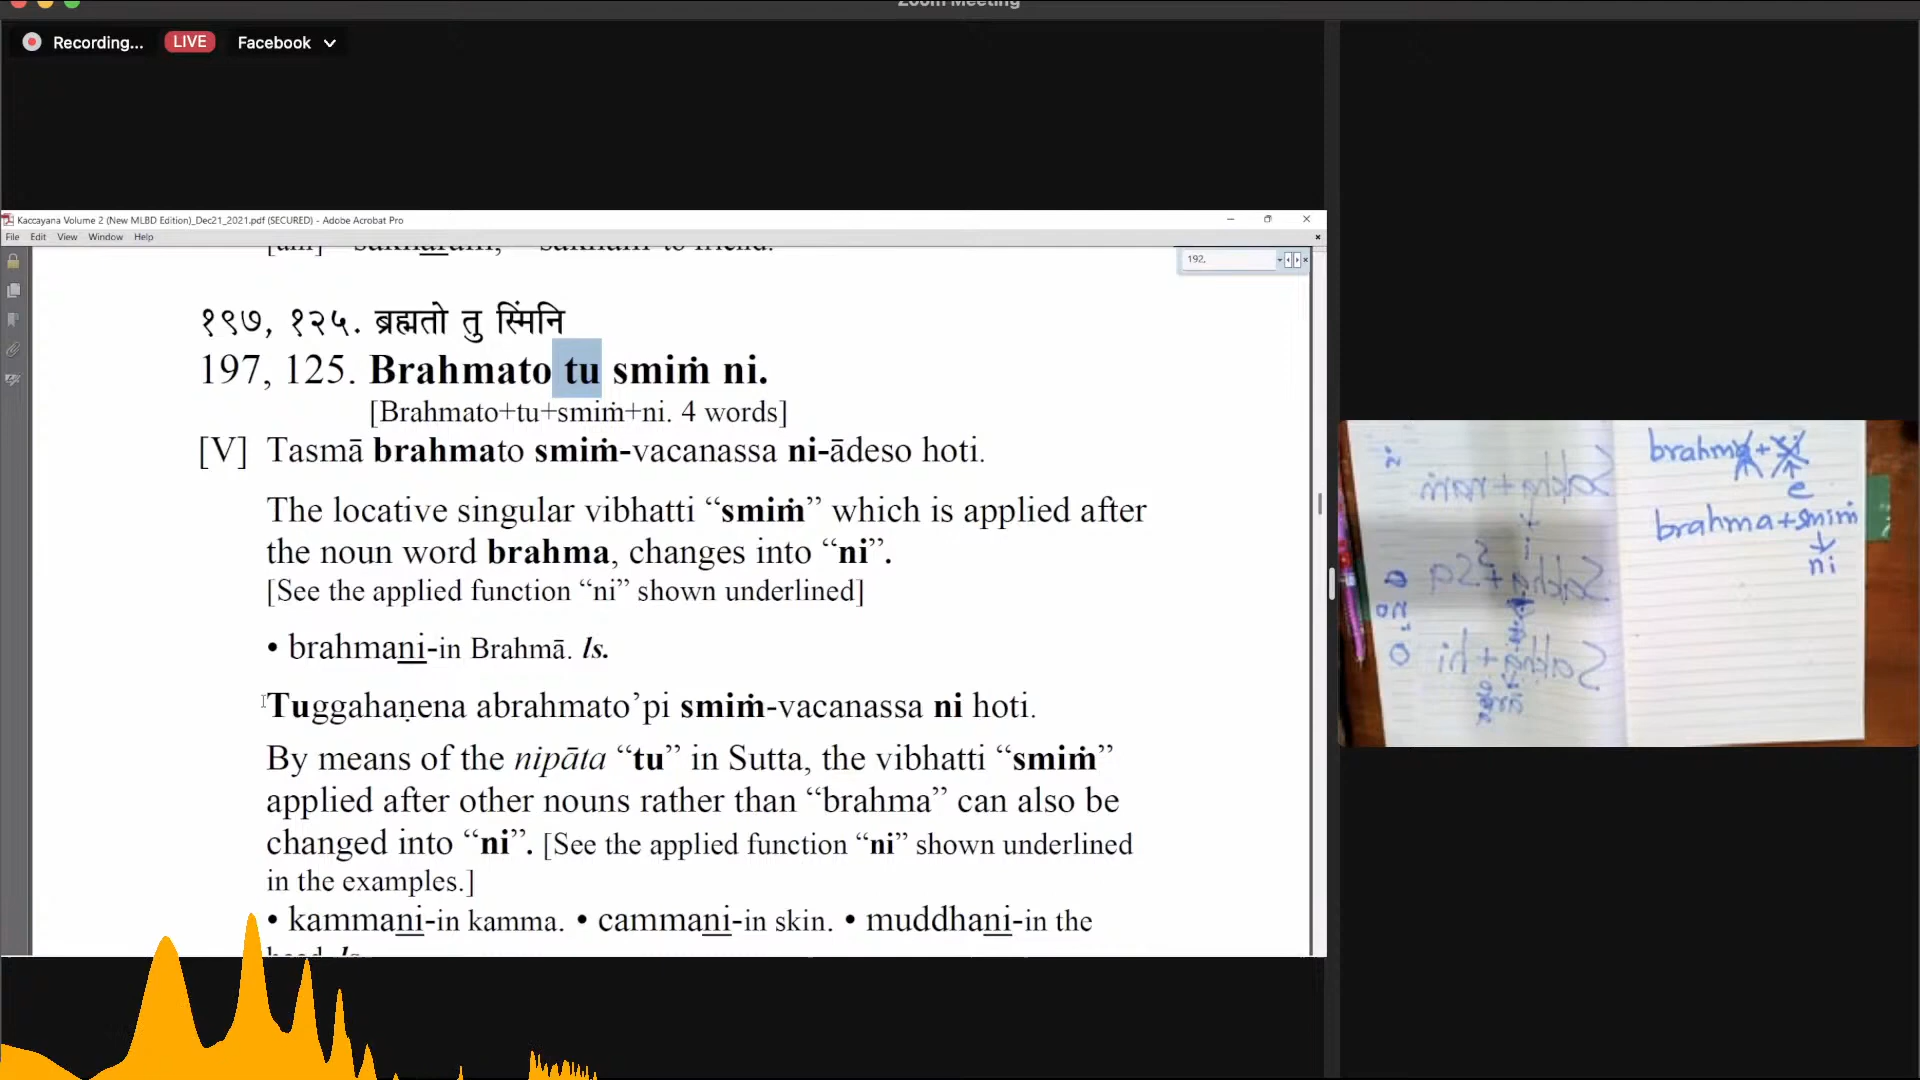 Zoom Meeting
Recording... LIVE Facebook
Kaccayana Volume 2 (New MLBD Edition)_Dec21_2021.pdf (SECURED) - Adobe Acrobat Pro
File Edit View Window Help
192,
१९७, १२५. ब्रह्मतो तु स्मिंनि
197, 125. Brahmato tu smiṁ ni.
[Brahmato+tu+smiṁ+ni. 4 words]
[V] Tasmā brahmato smiṁ-vacanassa ni-ādeso hoti.
The locative singular vibhatti “smiṁ” which is applied after
the noun word brahma, changes into “ni”.
[See the applied function “ni” shown underlined]
• brahmani-in Brahmā. ls.
Tuggahaṇena abrahmato’pi smiṁ-vacanassa ni hoti.
By means of the nipāta “tu” in Sutta, the vibhatti “smiṁ”
applied after other nouns rather than “brahma” can also be
changed into “ni”. [See the applied function “ni” shown underlined
in the examples.]
• kammani-in kamma. • cammani-in skin. • muddhani-in the
e
brahma+smiṁ
ni